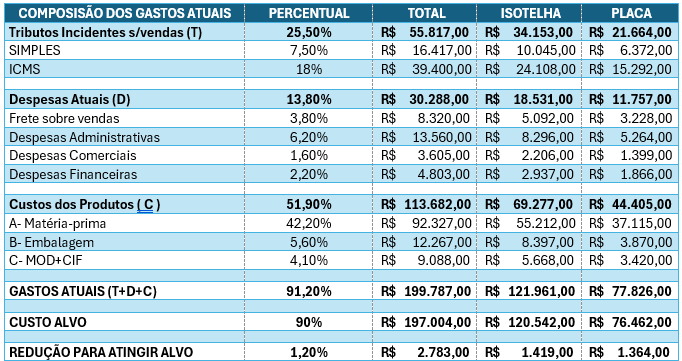 COMPOSISÃO DOS GASTOS ATUAIS PERCENTUAL TOTAL ISOTELHA PLACA
Tributos Incidentes s/vendas (T) 25,50% R$ 55.817,00 R$ 34.153,00 R$ 21.664,00
SIMPLES 7,50% R$ 16.417,00 R$ 10.045,00 R$ 6.372,00
ICMS 18% R$ 39.400,00 R$ 24.108,00 R$ 15.292,00
Despesas Atuais (D) 13,80% R$ 30.288,00 R$ 18.531,00 R$ 11.757,00
Frete sobre vendas 3,80% R$ 8.320,00 R$ 5.092,00 R$ 3.228,00
Despesas Administrativas 6,20% R$ 13.560,00 R$ 8.296,00 R$ 5.264,00
Despesas Comerciais 1,60% R$ 3.605,00 R$ 2.206,00 R$ 1.399,00
Despesas Financeiras 2,20% R$ 4.803,00 R$ 2.937,00 R$ 1.866,00
Custos dos Produtos ( C ) 51,90% R$ 113.682,00 R$ 69.277,00 R$ 44.405,00
A- Matéria-prima 42,20% R$ 92.327,00 R$ 55.212,00 R$ 37.115,00
B- Embalagem 5,60% R$ 12.267,00 R$ 8.397,00 R$ 3.870,00
C- MOD+CIF 4,10% R$ 9.088,00 R$ 5.668,00 R$ 3.420,00
GASTOS ATUAIS (T+D+C) 91,20% R$ 199.787,00 R$ 121.961,00 R$ 77.826,00
CUSTO ALVO 90% R$ 197.004,00 R$ 120.542,00 R$ 76.462,00
REDUÇÃO PARA ATINGIR ALVO 1,20% R$ 2.783,00 R$ 1.419,00 R$ 1.364,00